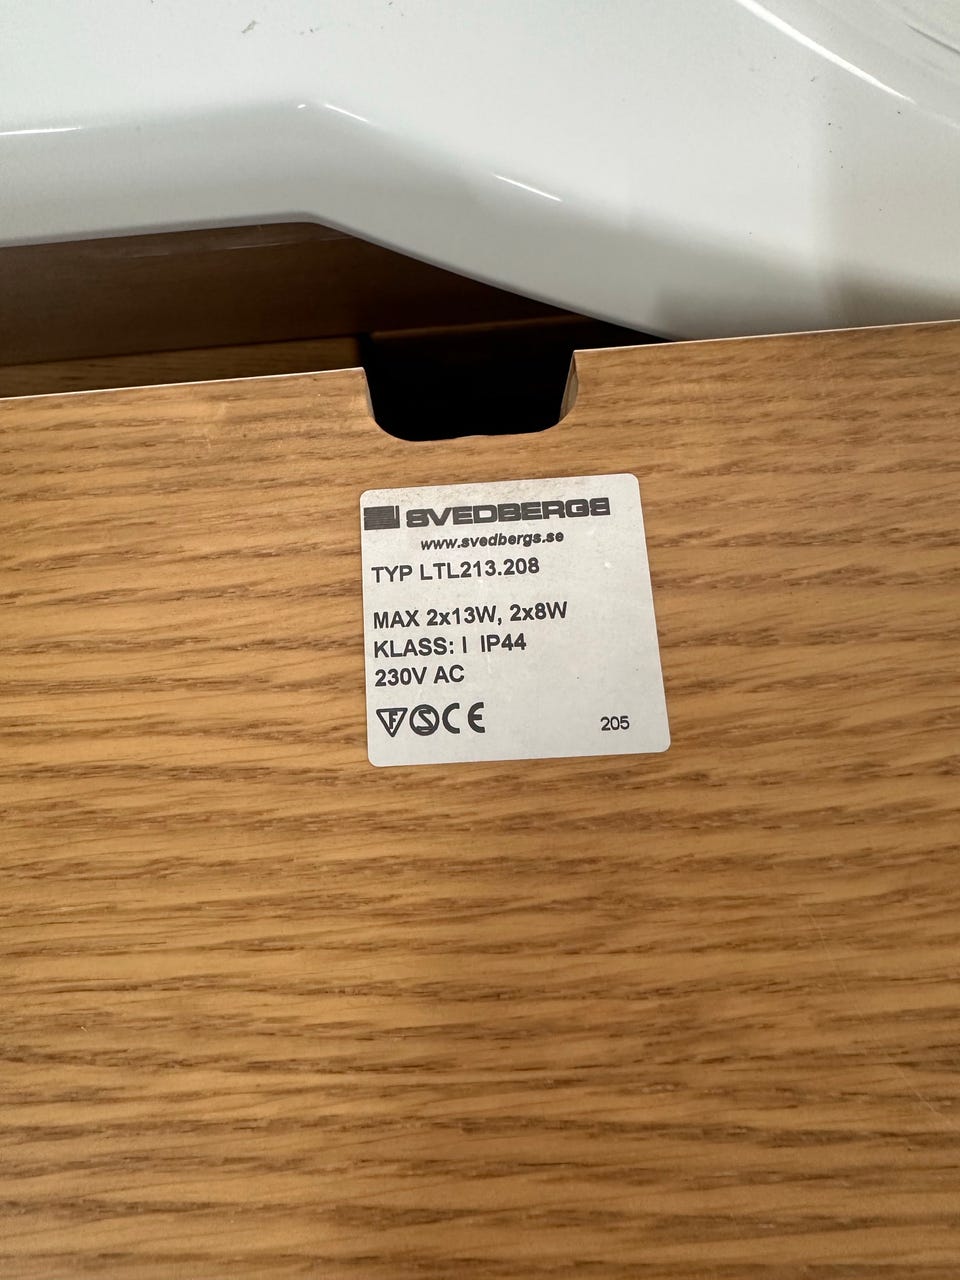 SVEDBERGS
www.svedbergs.se
TYP LTL213.208
MAX 2x13W, 2x8W
KLASS: I IP44
230V AC
F S CE
205